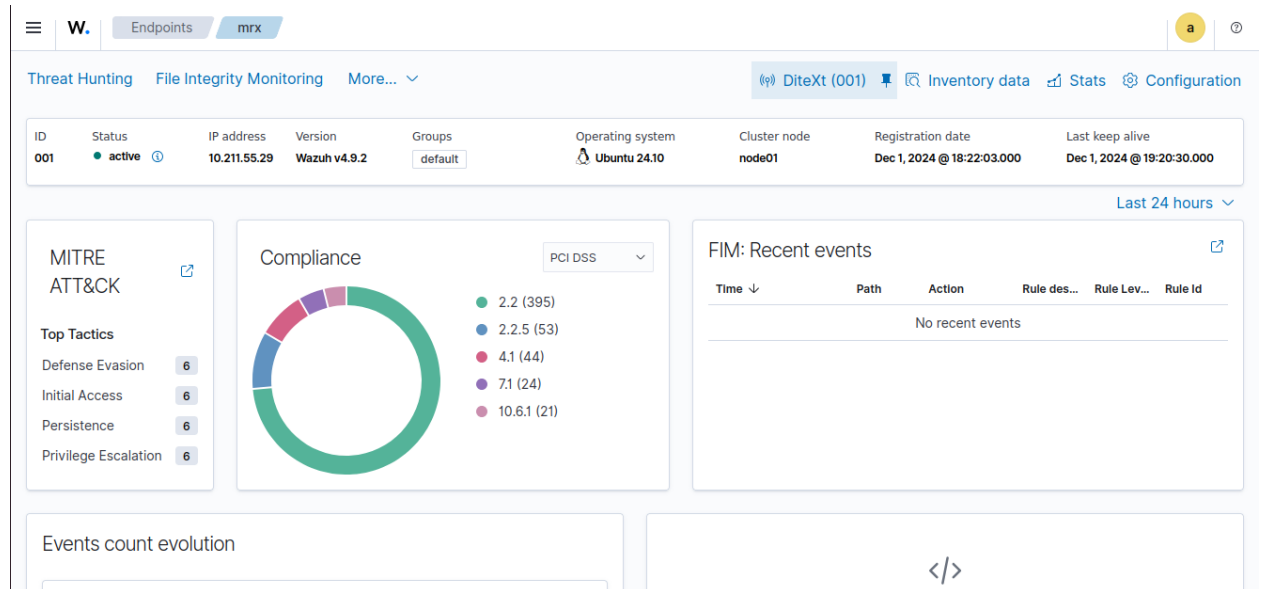 W. Endpoints mrx a
Threat Hunting File Integrity Monitoring More... DiteXt (001) Inventory data Stats Configuration
ID Status IP address Version Groups Operating system Cluster node Registration date Last keep alive
001 active 10.211.55.29 Wazuh v4.9.2 default Ubuntu 24.10 node01 Dec 1, 2024 @ 18:22:03.000 Dec 1, 2024 @ 19:20:30.000
Last 24 hours
MITRE
ATT&CK
Top Tactics
Defense Evasion 6
Initial Access 6
Persistence 6
Privilege Escalation 6
Compliance PCI DSS
2.2 (395)
2.2.5 (53)
4.1 (44)
7.1 (24)
10.6.1 (21)
FIM: Recent events
Time Path Action Rule des... Rule Lev... Rule Id
No recent events
Events count evolution